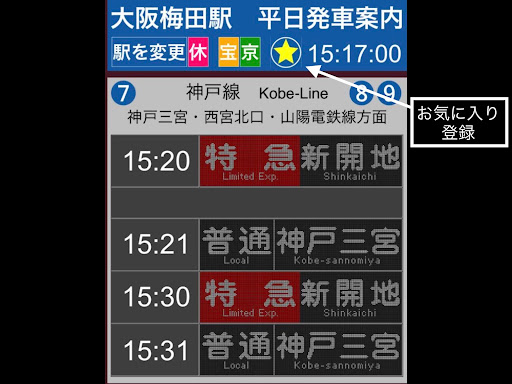 大阪梅田駅 平日発車案内
駅を変更 休 宝 京 15:17:00
7 神戸線 Kobe-Line 8 9
神戸三宮・西宮北口・山陽電鉄線方面
お気に入り
登録
15:20 特急 新開地
Limited Exp. Shinkaichi
15:21 普通 神戸三宮
Local Kobe-sannomiya
15:30 特急 新開地
Limited Exp. Shinkaichi
15:31 普通 神戸三宮
Local Kobe-sannomiya